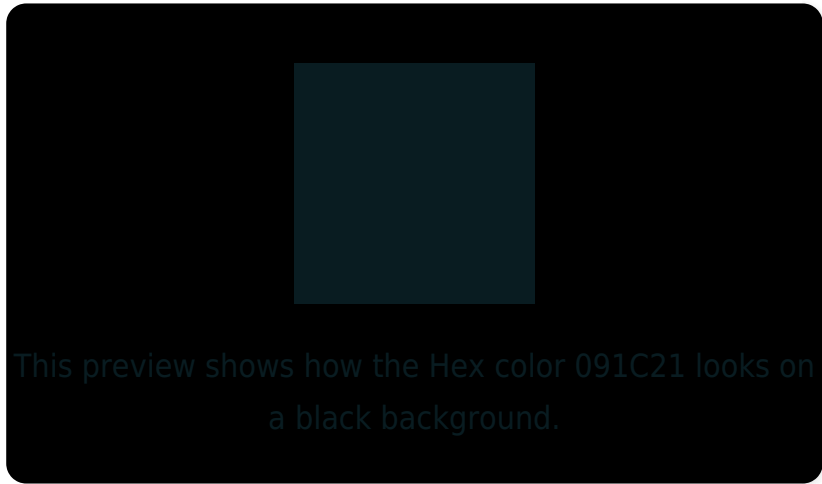 This preview shows how the Hex color 091C21 looks on
a black background.